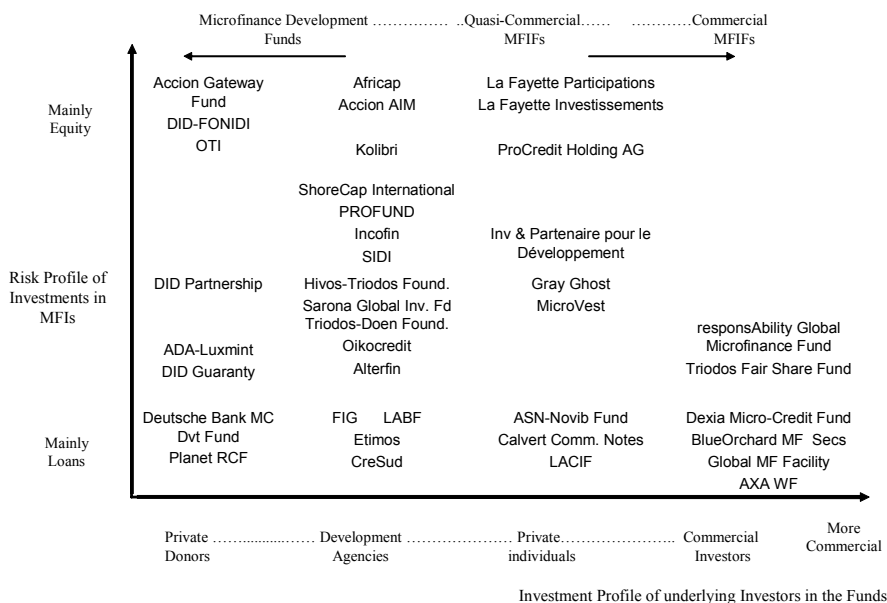 Microfinance Development ………….… ..Quasi-Commercial…… …………Commercial
Funds MFIFs MFIFs
Accion Gateway Africap La Fayette Participations
Fund Accion AIM La Fayette Investissements
Mainly
Equity
DID-FONIDI
OTI Kolibri ProCredit Holding AG
ShoreCap International
PROFUND
Incofin Inv & Partenaire pour le
SIDI Développement
Risk Profile of
Investments in
MFIs
DID Partnership Hivos-Triodos Found. Gray Ghost
Sarona Global Inv. Fd MicroVest
Triodos-Doen Found.
responsAbility Global
ADA-Luxmint Oikocredit Microfinance Fund
DID Guaranty Alterfin Triodos Fair Share Fund
Deutsche Bank MC FIG LABF ASN-Novib Fund Dexia Micro-Credit Fund
Dvt Fund Etimos Calvert Comm. Notes BlueOrchard MF Secs
Mainly
Loans
Planet RCF CreSud LACIF Global MF Facility
AXA WF
Private ……...........…… Development ………………… Private………………….. Commercial
Donors Agencies individuals Investors
More
Commercial
Investment Profile of underlying Investors in the Funds